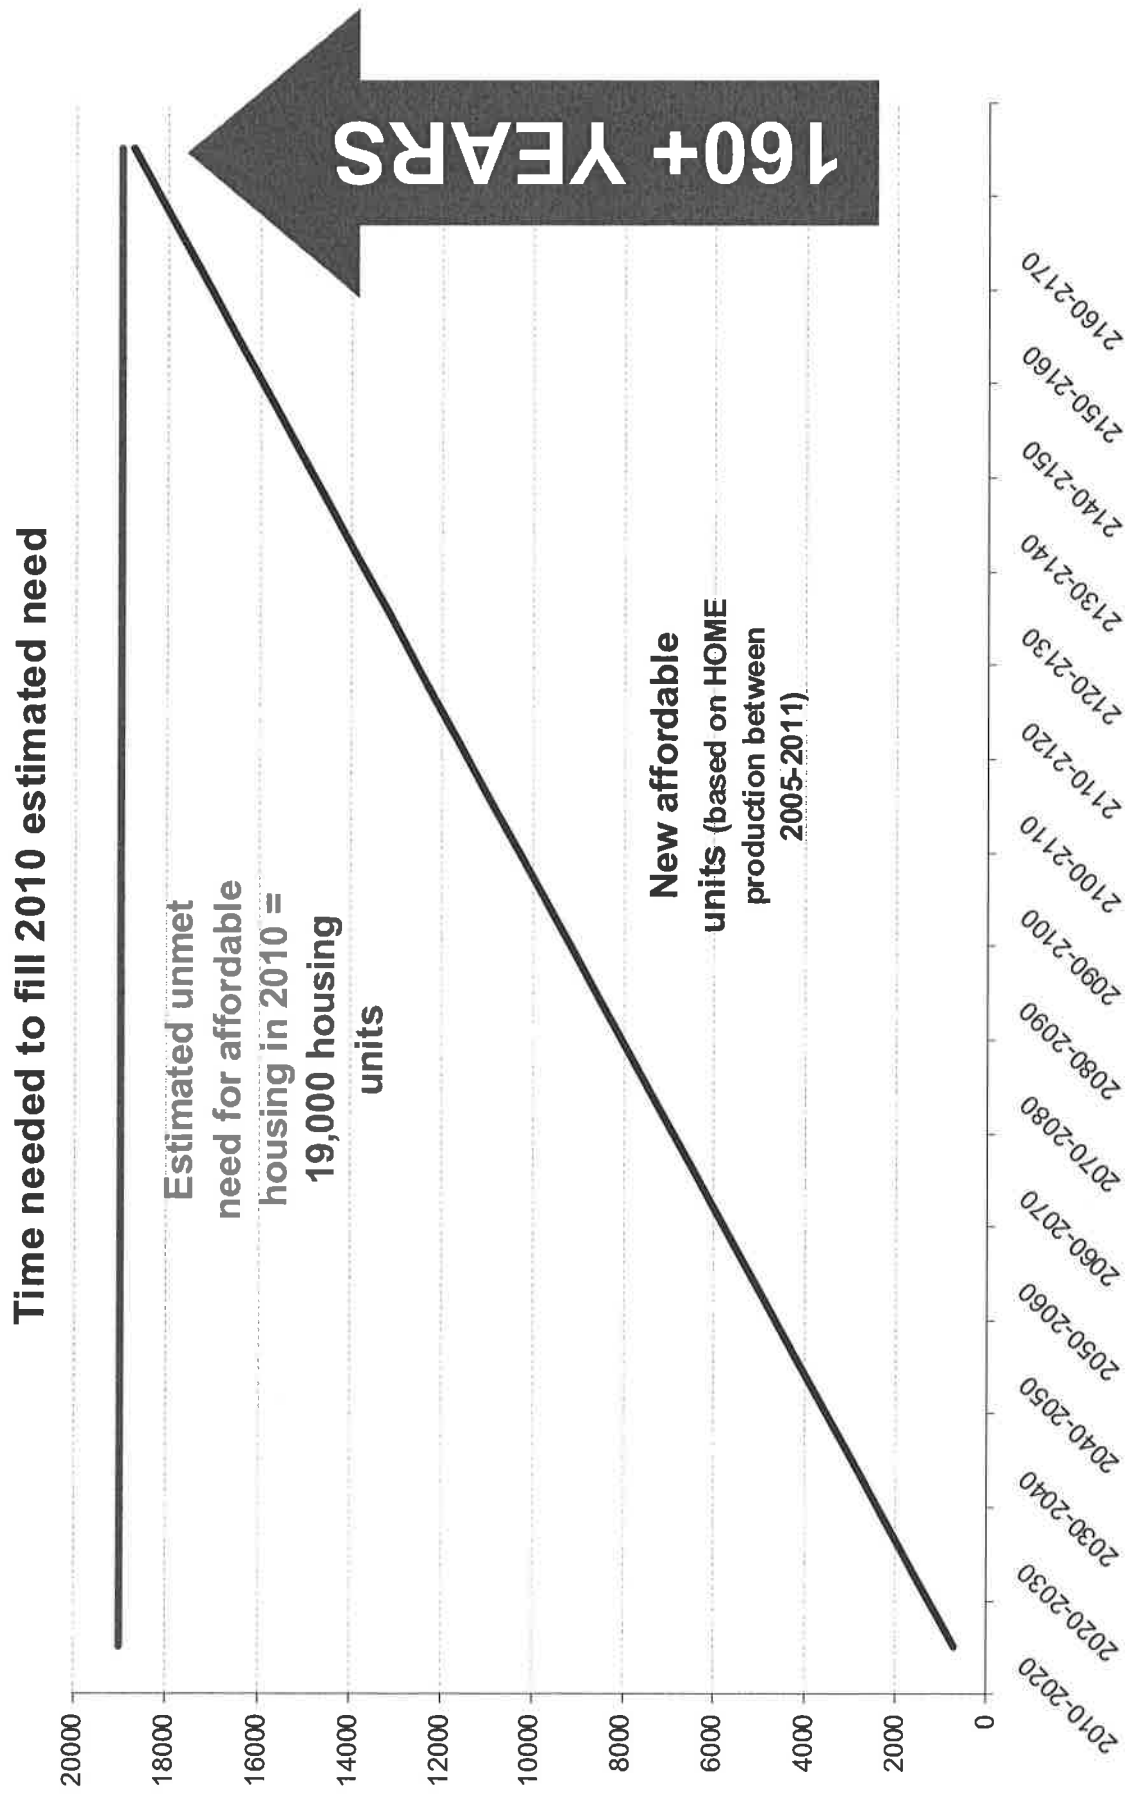 Time needed to fill 2010 estimated need
20000
18000
16000
14000
12000
10000
8000
6000
4000
2000
0
Estimated unmet
need for affordable
housing in 2010 =
19,000 housing
units
New affordable
units (based on HOME
production between
2005-2011)
160+ YEARS
2010-2020
2020-2030
2030-2040
2040-2050
2050-2060
2060-2070
2070-2080
2080-2090
2090-2100
2100-2110
2110-2120
2120-2130
2130-2140
2140-2150
2150-2160
2160-2170